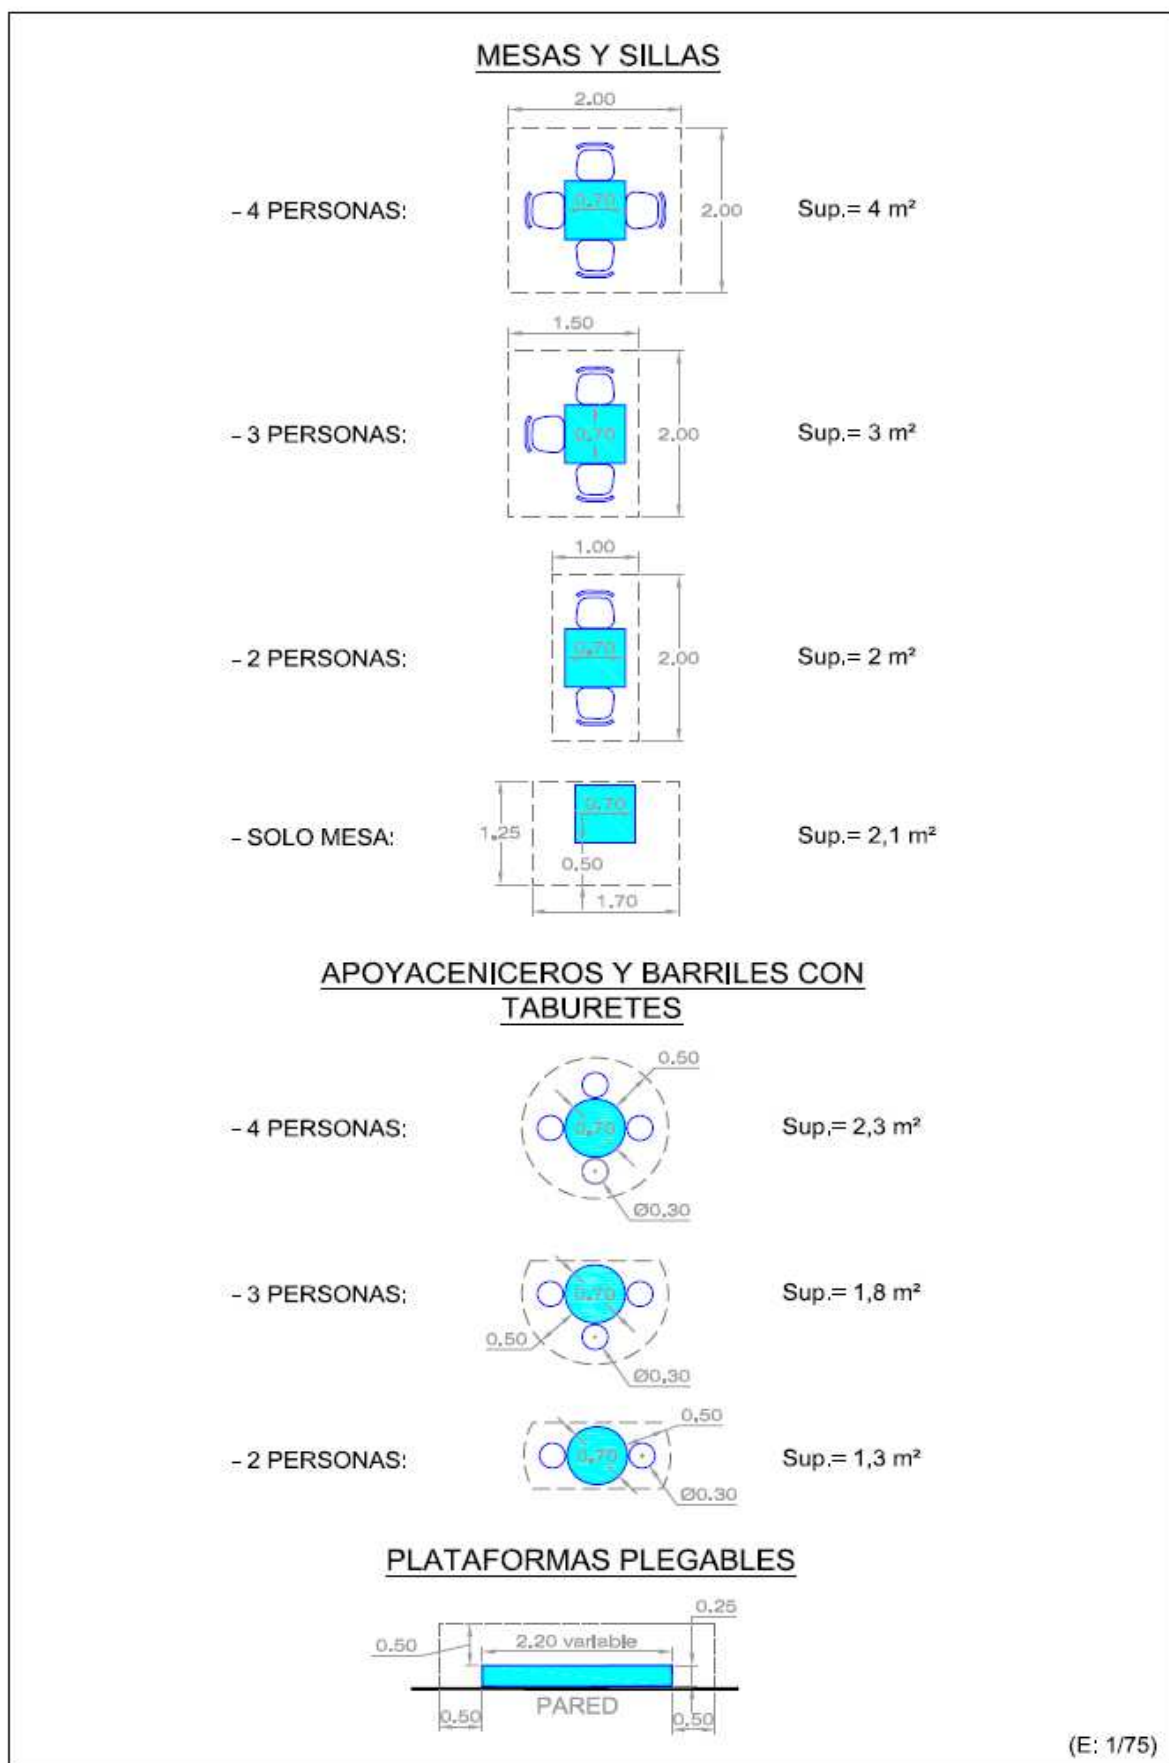 MESAS Y SILLAS
2.00
- 4 PERSONAS:
0.70
2.00
Sup.= 4 m²
1.50
- 3 PERSONAS:
0.70
2.00
Sup.= 3 m²
1.00
- 2 PERSONAS:
0.70
2.00
Sup.= 2 m²
- SOLO MESA:
1.25
0.70
0.50
1.70
Sup.= 2,1 m²
APOYACENICEROS Y BARRILES CON
TABURETES
0.50
- 4 PERSONAS:
0.70
Sup.= 2,3 m²
Ø0.30
- 3 PERSONAS:
0.70
Sup.= 1,8 m²
0.50
Ø0.30
0.50
- 2 PERSONAS:
0.70
Sup.= 1,3 m²
Ø0.30
PLATAFORMAS PLEGABLES
0.25
0.50
2.20 variable
PARED
0.50
0.50
(E: 1/75)